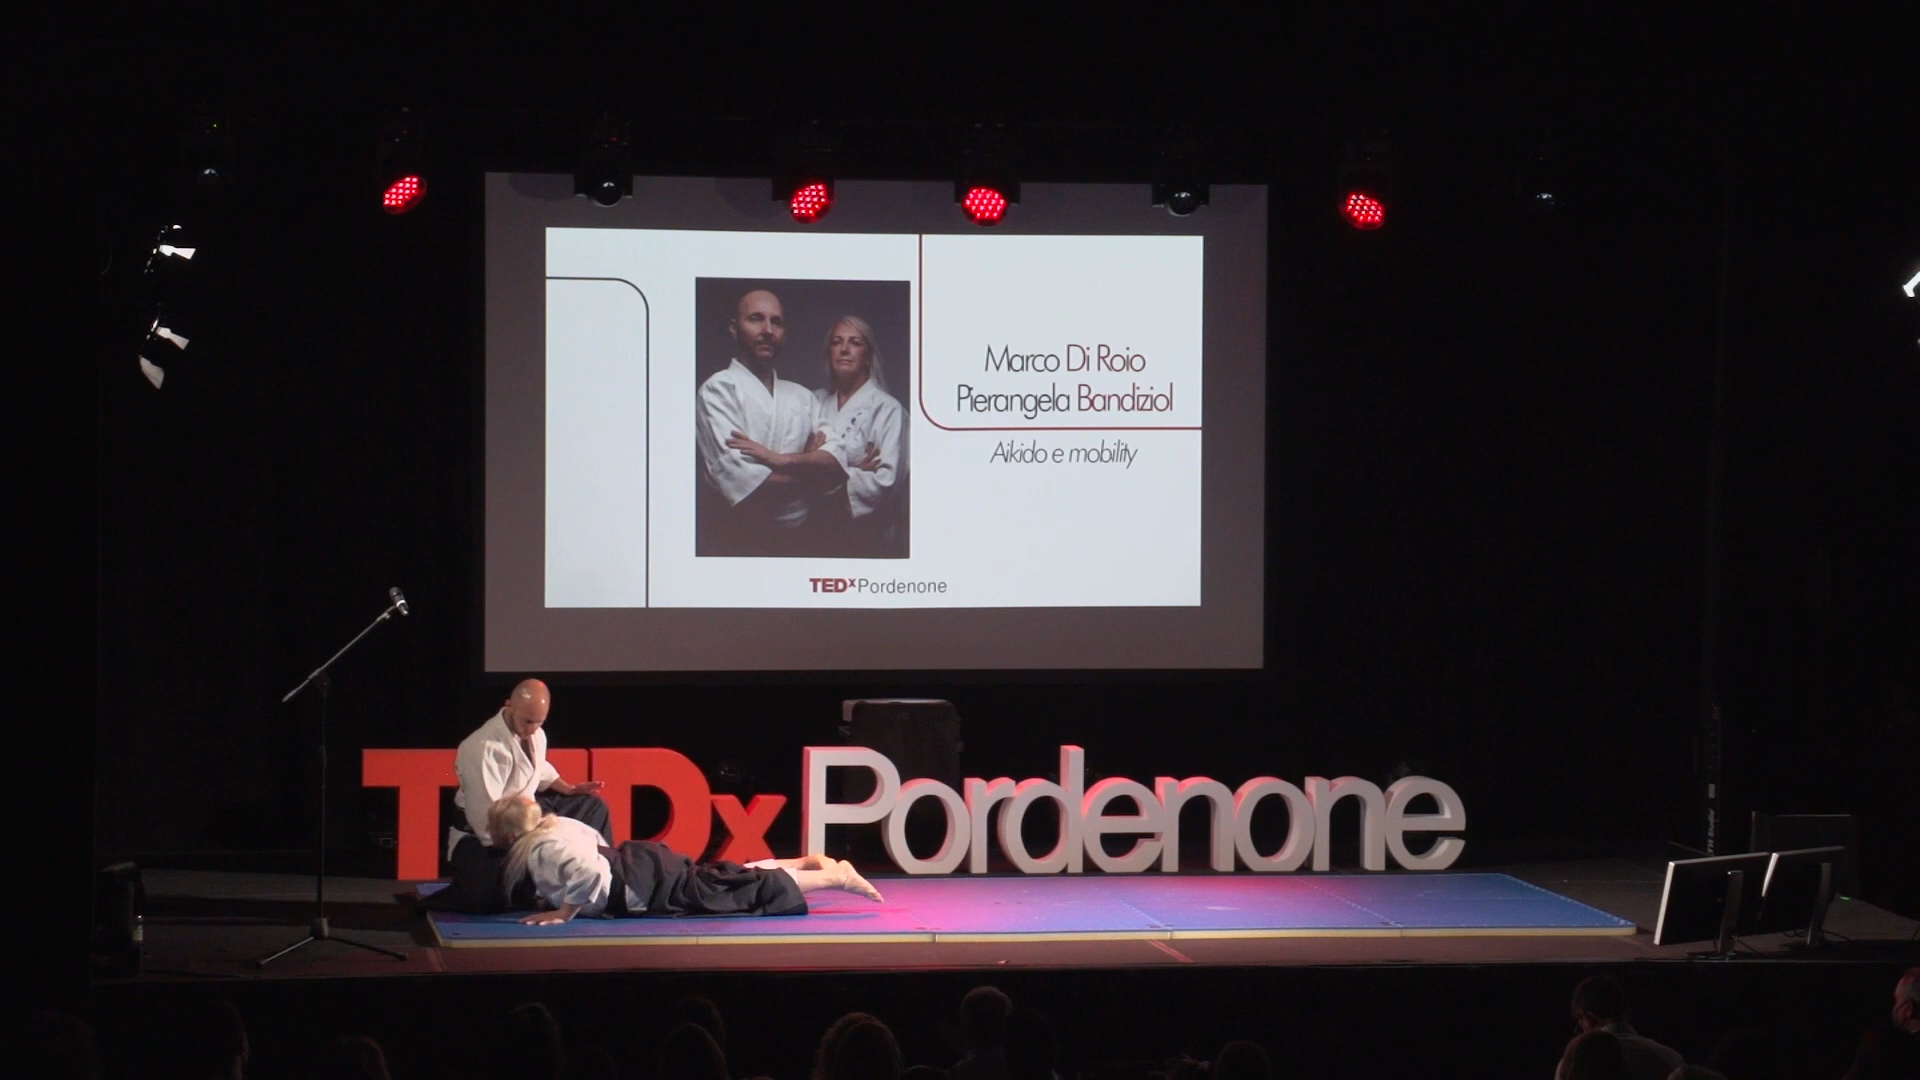 Marco Di Roio
Pierangela Bandiziol
Aikido e mobility
TEDxPordenone
TEDxPordenone